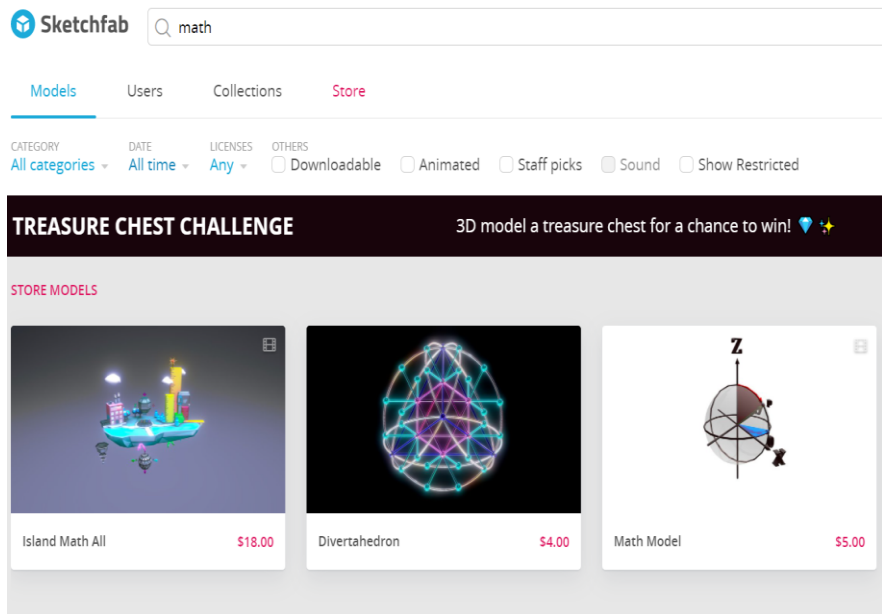 Sketchfab
math
Models Users Collections Store
CATEGORY DATE LICENSES OTHERS
All categories All time Any Downloadable Animated Staff picks Sound Show Restricted
TREASURE CHEST CHALLENGE 3D model a treasure chest for a chance to win! 💎 ✨
STORE MODELS
Z
P
X
Island Math All $18.00 Divertahedron $4.00 Math Model $5.00